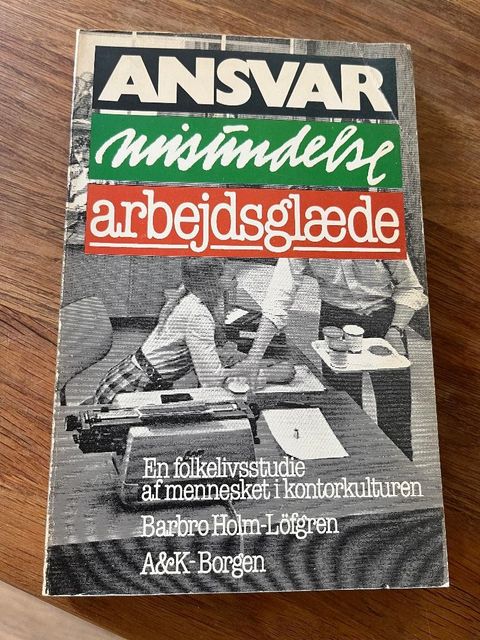 ANSVAR
misundelse
arbejdsglæde
En folkelivsstudie
af mennesket i kontorkulturen
Barbro Holm-Löfgren
A&K-Borgen